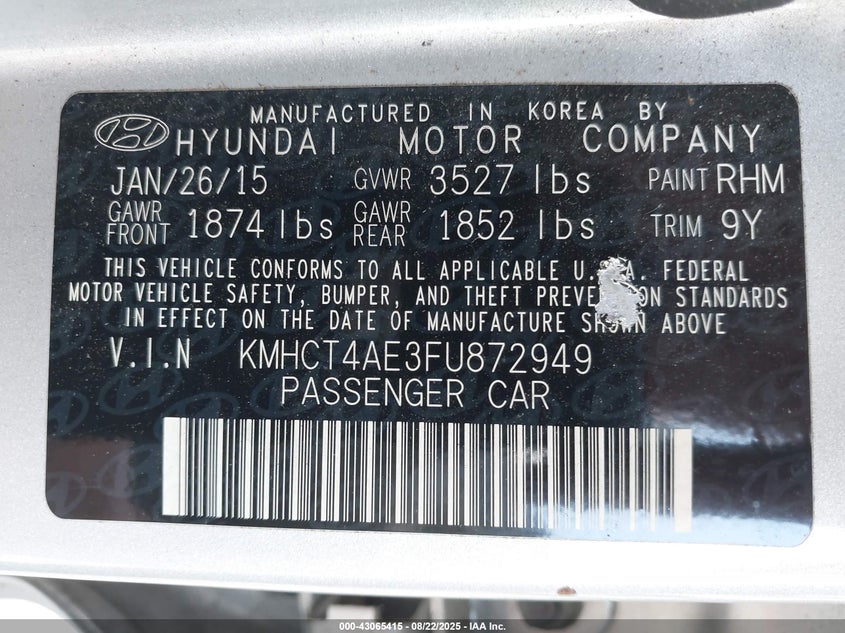 MANUFACTURED IN KOREA BY
HYUNDAI MOTOR COMPANY
JAN/26/15 GVWR 3527 lbs PAINT RHM
GAWR FRONT 1874 lbs GAWR REAR 1852 lbs TRIM 9Y
THIS VEHICLE CONFORMS TO ALL APPLICABLE U. A. FEDERAL
MOTOR VEHICLE SAFETY, BUMPER, AND THEFT PREVE ON STANDARDS
IN EFFECT ON THE DATE OF MANUFACTURE SHOWN ABOVE
V.I.N KMHCT4AE3FU872949
PASSENGER CAR
000-43065415 - 08/22/2025 - IAA Inc.